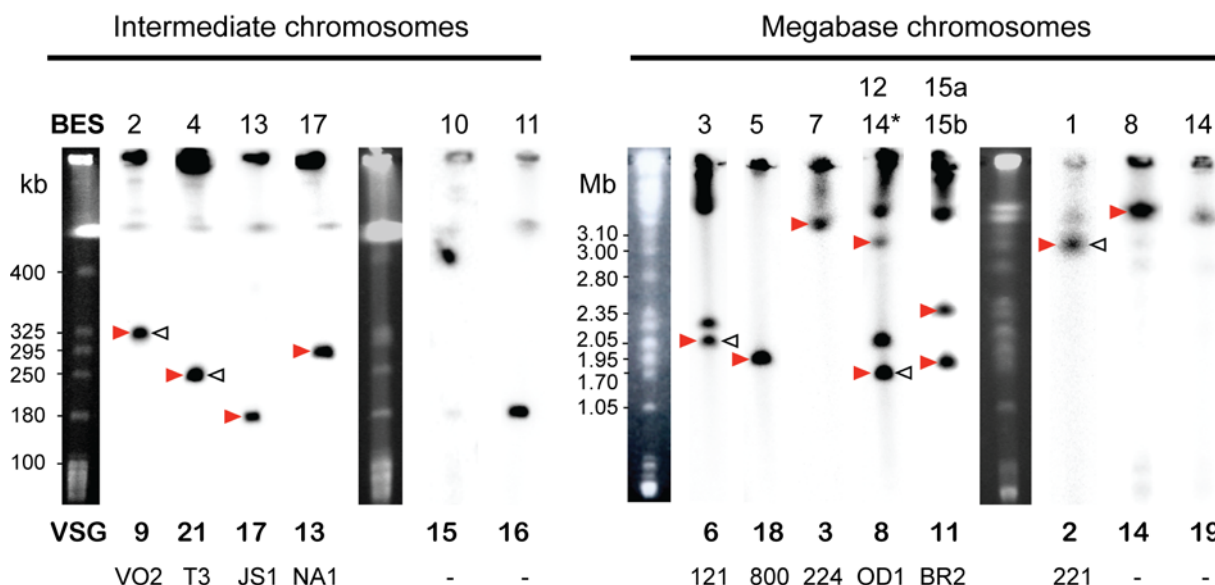 Intermediate chromosomes Megabase chromosomes
12 15a
BES 2 4 13 17 10 11 3 5 7 14* 15b 1 8 14
kb Mb
3.10
3.00
400 2.80
2.35
325 2.05
295 1.95
250 1.70
180 1.05
100
VSG 9 21 17 13 15 16 6 18 3 8 11 2 14 19
VO2 T3 JS1 NA1 - - 121 800 224 OD1 BR2 221 - -